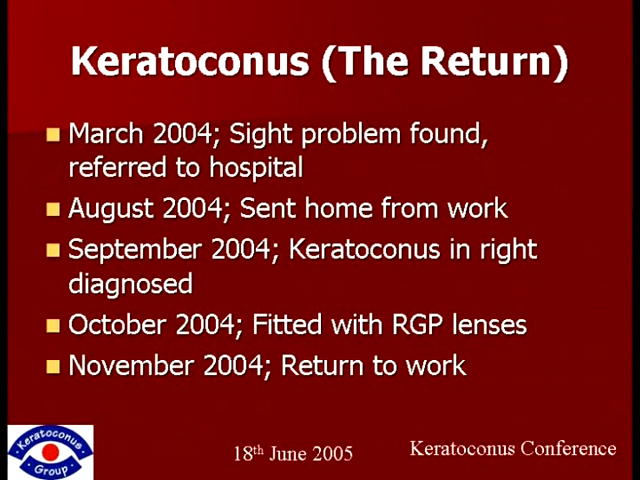 Keratoconus (The Return)
March 2004; Sight problem found,
referred to hospital
August 2004; Sent home from work
September 2004; Keratoconus in right
diagnosed
October 2004; Fitted with RGP lenses
November 2004; Return to work
Keratoconus
Group
18th June 2005
Keratoconus Conference